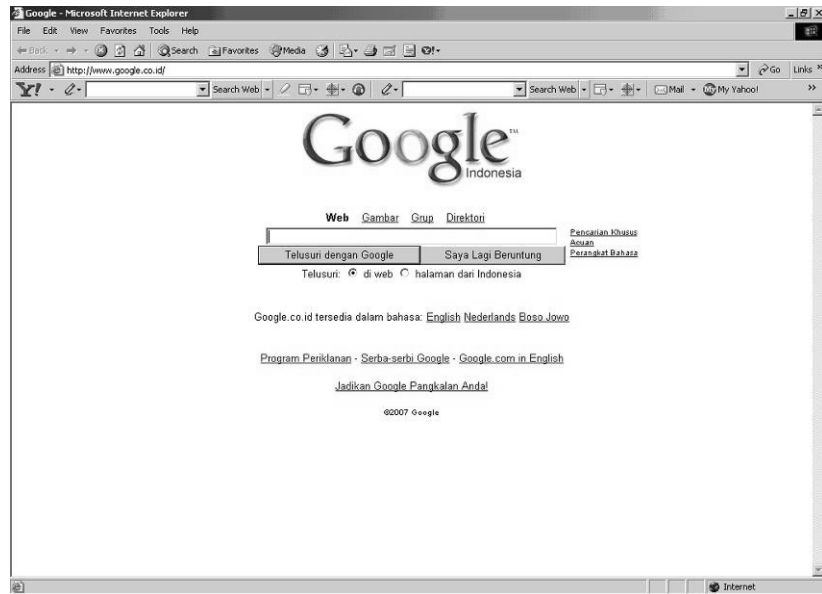 Google - Microsoft Internet Explorer
File Edit View Favorites Tools Help
Back Search Favorites Media
Address http://www.google.co.id/ Go Links »
Y! Search Web Search Web Mail My Yahoo! »
Google™
Indonesia
Web Gambar Grup Direktori
Pencarian Khusus
Acuan
Perangkat Bahasa
Telusuri dengan Google Saya Lagi Beruntung
Telusuri: di web halaman dari Indonesia
Google.co.id tersedia dalam bahasa: English Nederlands Boso Jowo
Program Periklanan - Serba-serbi Google - Google.com in English
Jadikan Google Pangkalan Anda!
©2007 Google
Internet